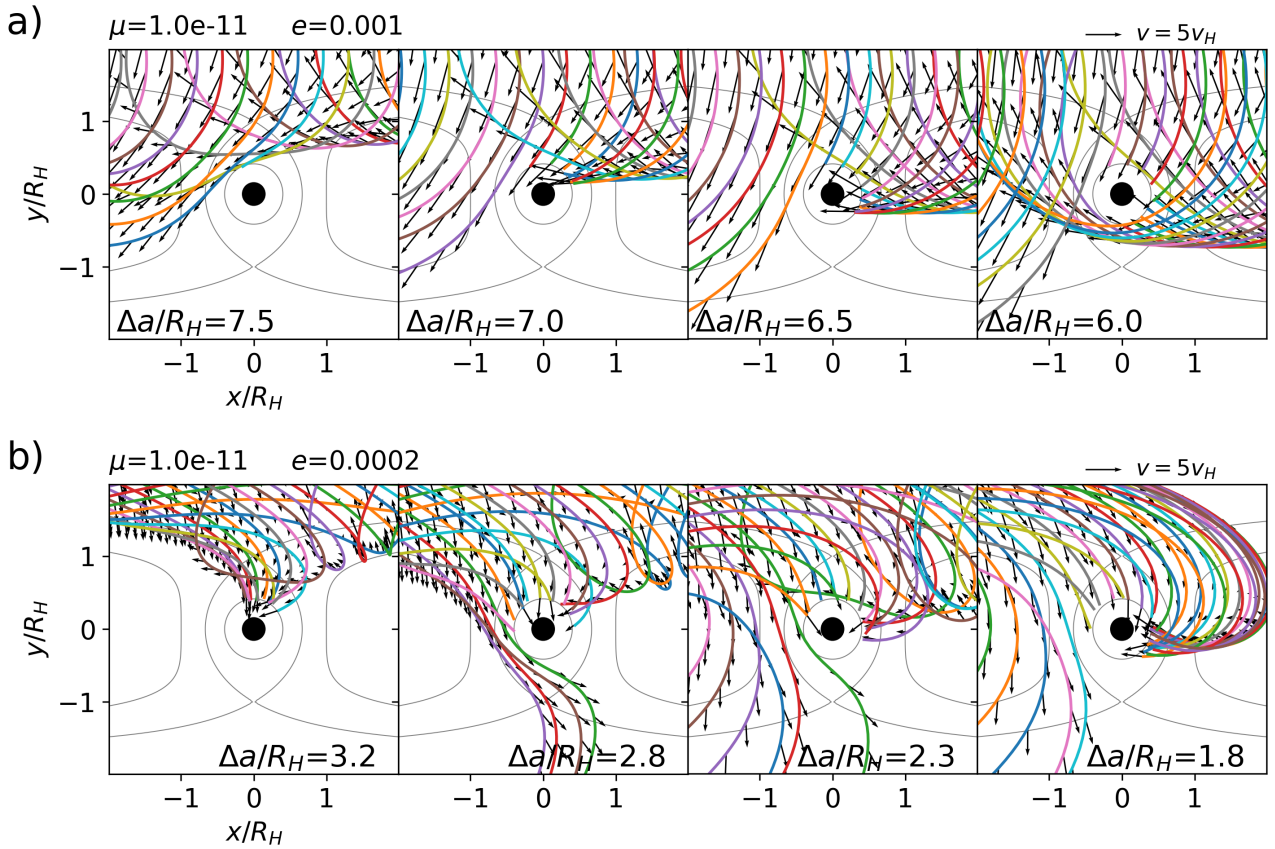 a)
μ=1.0e-11 e=0.001
v = 5v_H
y/R_H
1
0
−1
Δa/R_H=7.5
Δa/R_H=7.0
Δa/R_H=6.5
Δa/R_H=6.0
−1 0 1 −1 0 1 −1 0 1 −1 0 1
x/R_H
b)
μ=1.0e-11 e=0.0002
v = 5v_H
y/R_H
1
0
−1
Δa/R_H=3.2
Δa/R_H=2.8
Δa/R_H=2.3
Δa/R_H=1.8
−1 0 1 −1 0 1 −1 0 1 −1 0 1
x/R_H